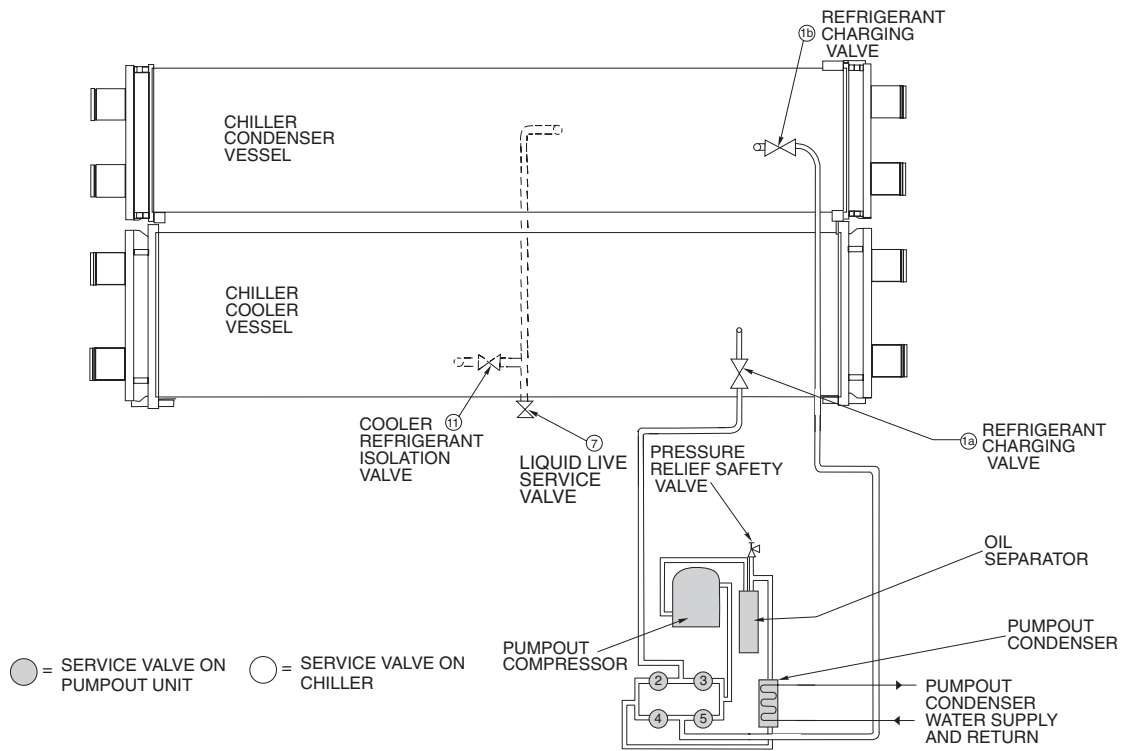 1b
REFRIGERANT
CHARGING
VALVE
CHILLER
CONDENSER
VESSEL
CHILLER
COOLER
VESSEL
11
COOLER
REFRIGERANT
ISOLATION
VALVE
7
LIQUID LIVE
SERVICE
VALVE
PRESSURE
RELIEF SAFETY
VALVE
1a
REFRIGERANT
CHARGING
VALVE
OIL
SEPARATOR
PUMPOUT
COMPRESSOR
PUMPOUT
CONDENSER
2
3
4
5
PUMPOUT
CONDENSER
WATER SUPPLY
AND RETURN
= SERVICE VALVE ON
PUMPOUT UNIT
= SERVICE VALVE ON
CHILLER